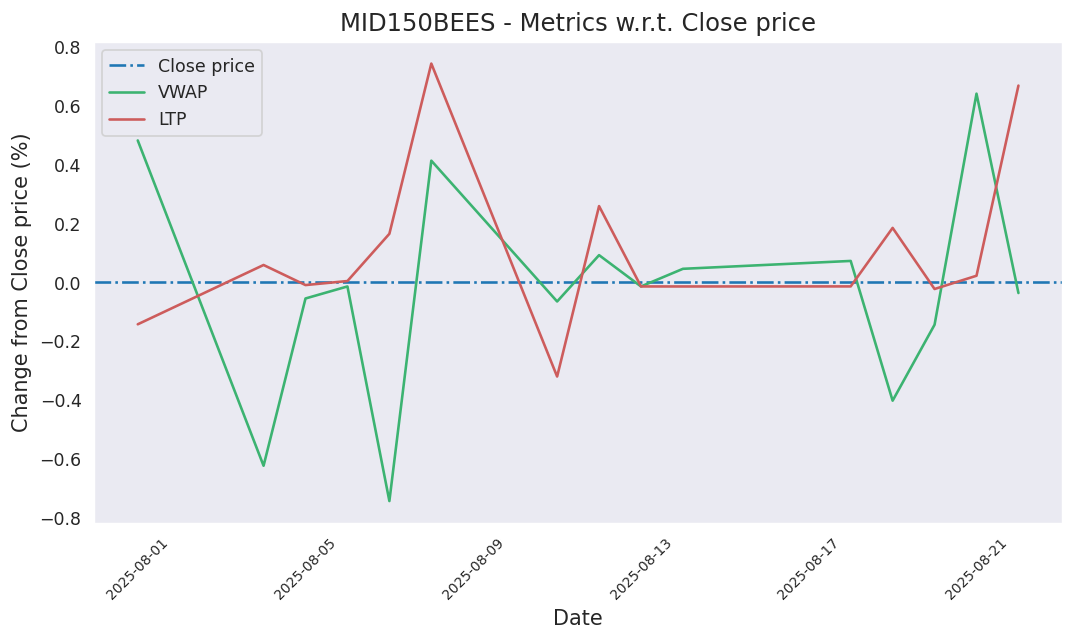 MID150BEES - Metrics w.r.t. Close price
Close price
VWAP
LTP
Change from Close price (%)
0.8
0.6
0.4
0.2
0.0
−0.2
−0.4
−0.6
−0.8
2025-08-01
2025-08-05
2025-08-09
2025-08-13
2025-08-17
2025-08-21
Date